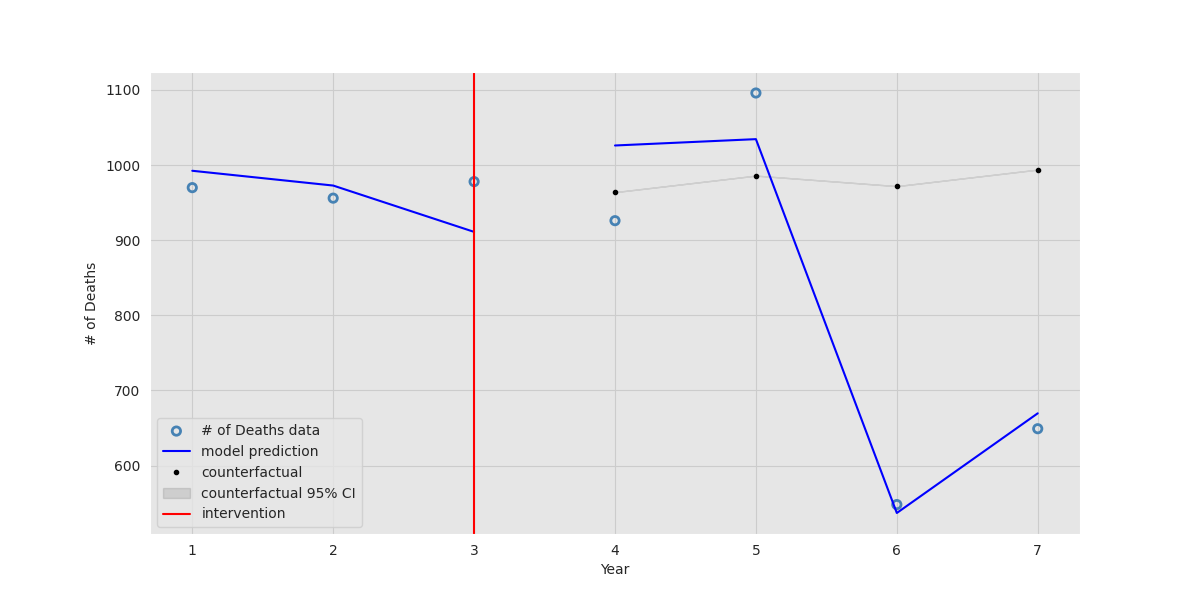 1100
1000
900
800
700
600
# of Deaths
# of Deaths data
model prediction
counterfactual
counterfactual 95% CI
intervention
1 2 3 4 5 6 7
Year